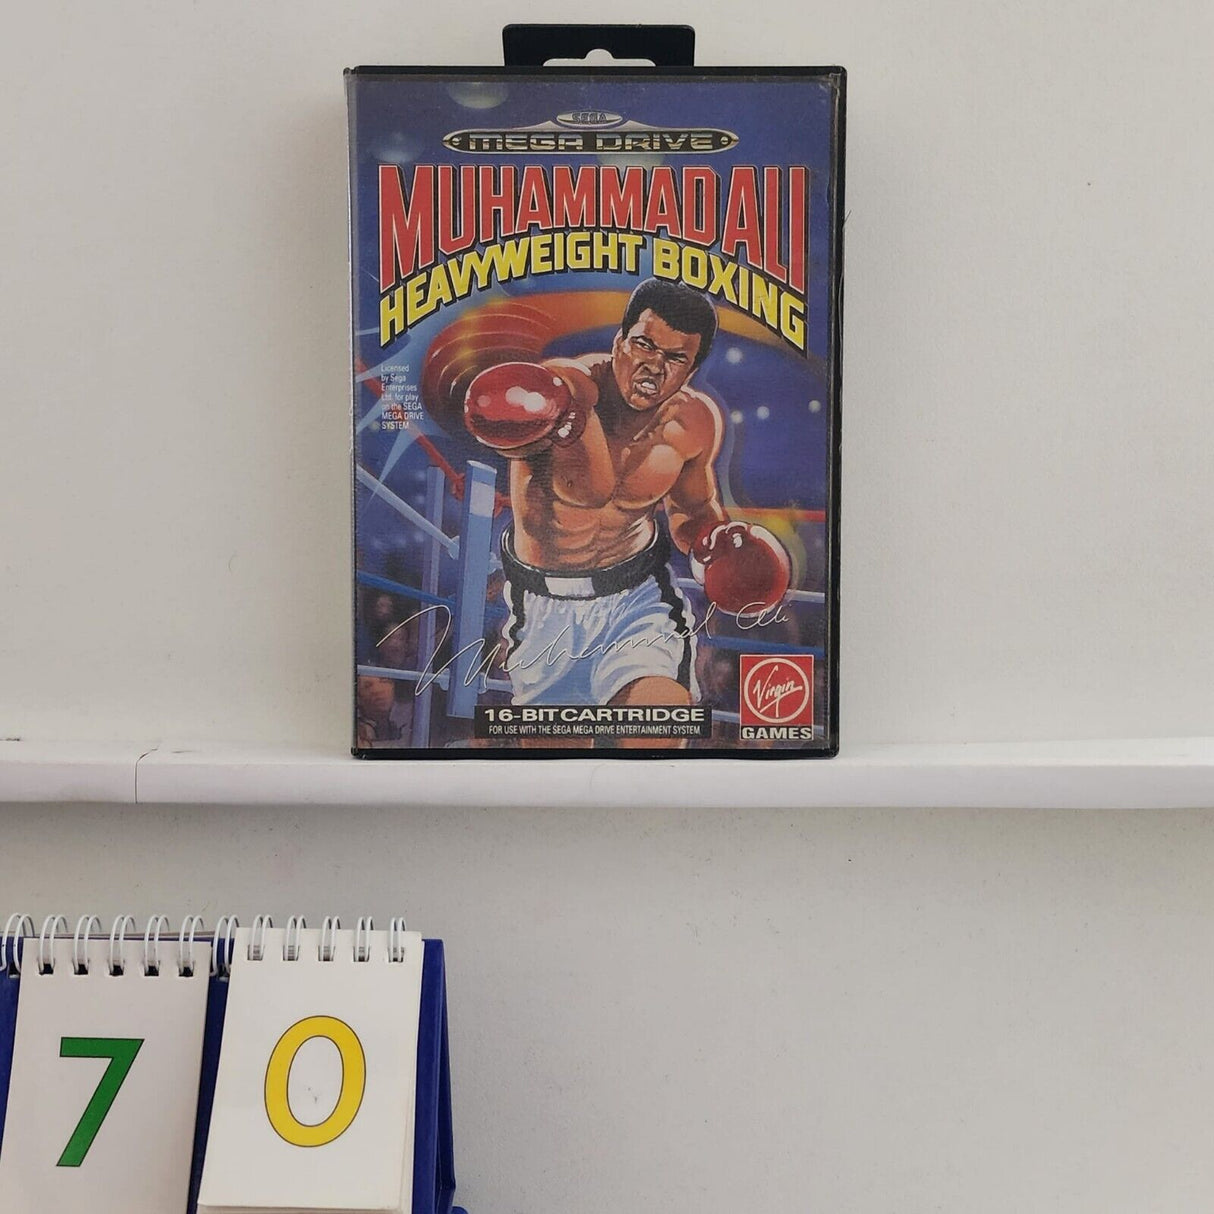 SEGA
MEGA DRIVE
MUHAMMAD ALI
HEAVYWEIGHT BOXING
Licensed
by Sega
Enterprises
Ltd. for play
on the SEGA
MEGA DRIVE
SYSTEM.
Muhammad Ali
16-BIT CARTRIDGE
FOR USE WITH THE SEGA MEGA DRIVE ENTERTAINMENT SYSTEM.
Virgin
GAMES
7 0